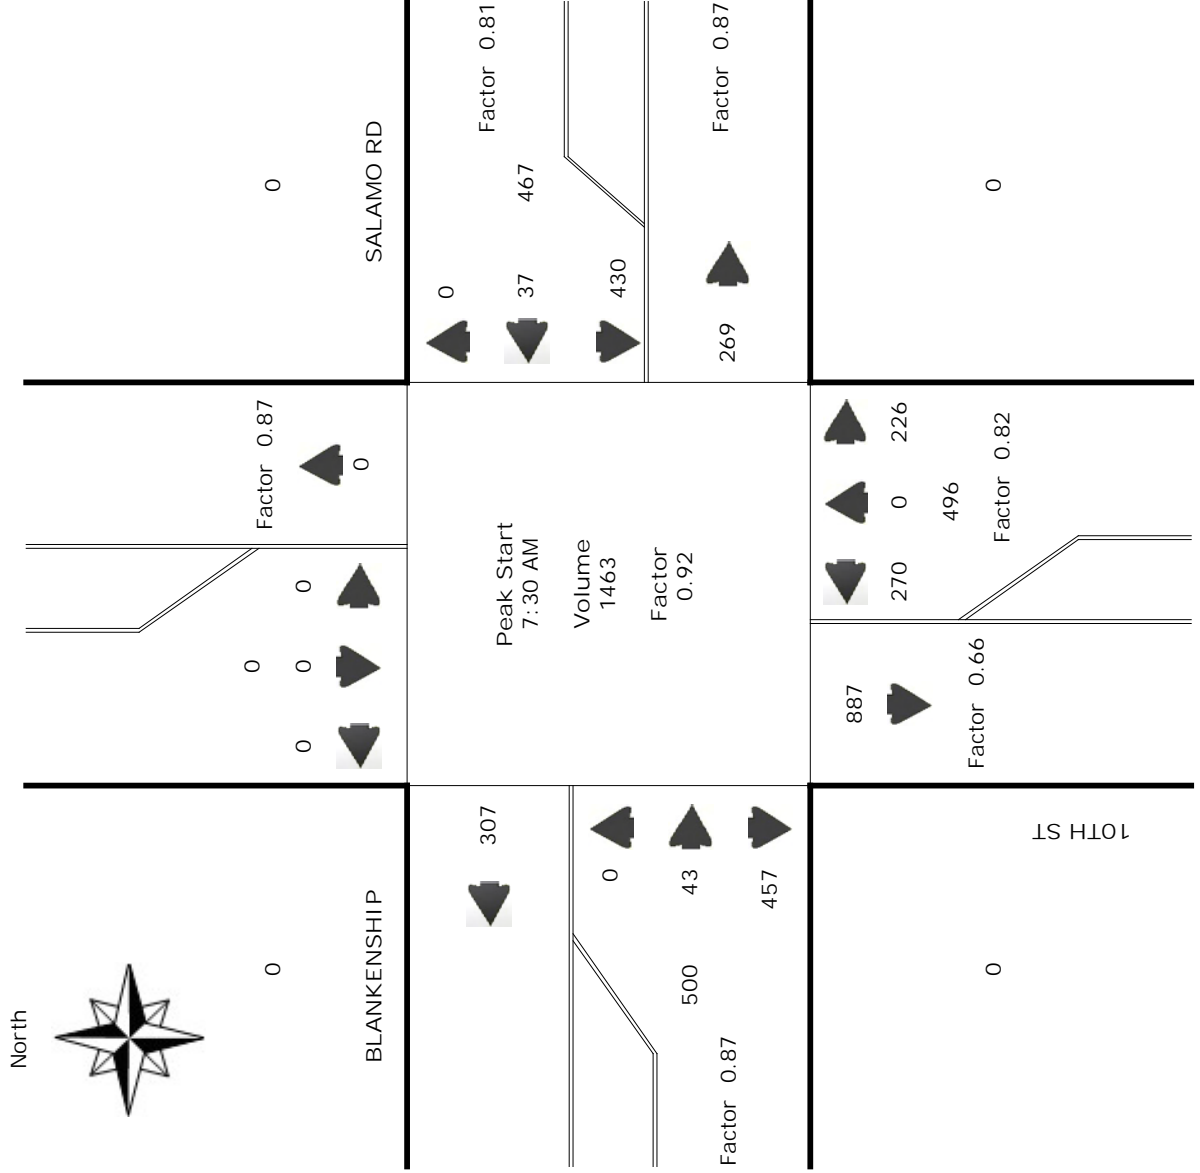 North
0
BLANKENSHIP
0
0
0
0
Factor 0.87
0
0
SALAMO RD
307
0
43
457
500
Factor 0.87
Peak Start
7:30 AM
Volume
1463
Factor
0.92
Factor 0.81
467
0
37
430
269
Factor 0.87
0
10TH ST
887
Factor 0.66
270
0
226
496
Factor 0.82
0